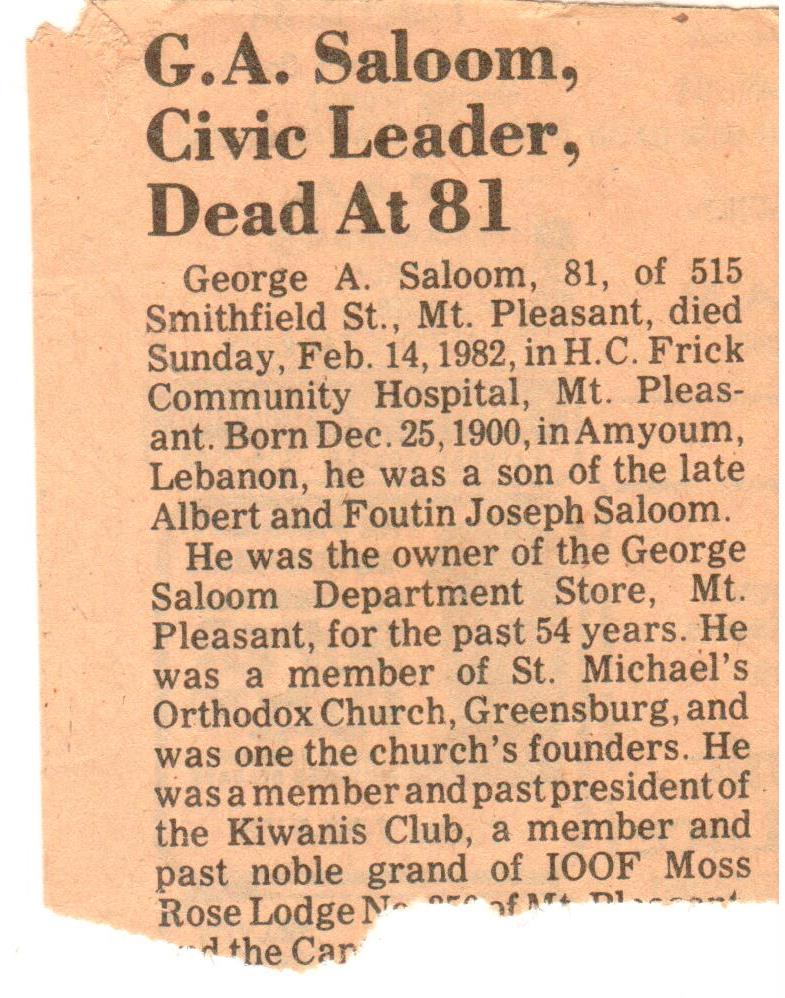 G.A. Saloom,
Civic Leader,
Dead At 81
George A. Saloom, 81, of 515
Smithfield St., Mt. Pleasant, died
Sunday, Feb. 14, 1982, in H.C. Frick
Community Hospital, Mt. Pleas-
ant. Born Dec. 25, 1900, in Amyoum,
Lebanon, he was a son of the late
Albert and Foutin Joseph Saloom.
He was the owner of the George
Saloom Department Store, Mt.
Pleasant, for the past 54 years. He
was a member of St. Michael's
Orthodox Church, Greensburg, and
was one the church's founders. He
was a member and past president of
the Kiwanis Club, a member and
past noble grand of IOOF Moss
Rose Lodge of Mt. Pleasant
the